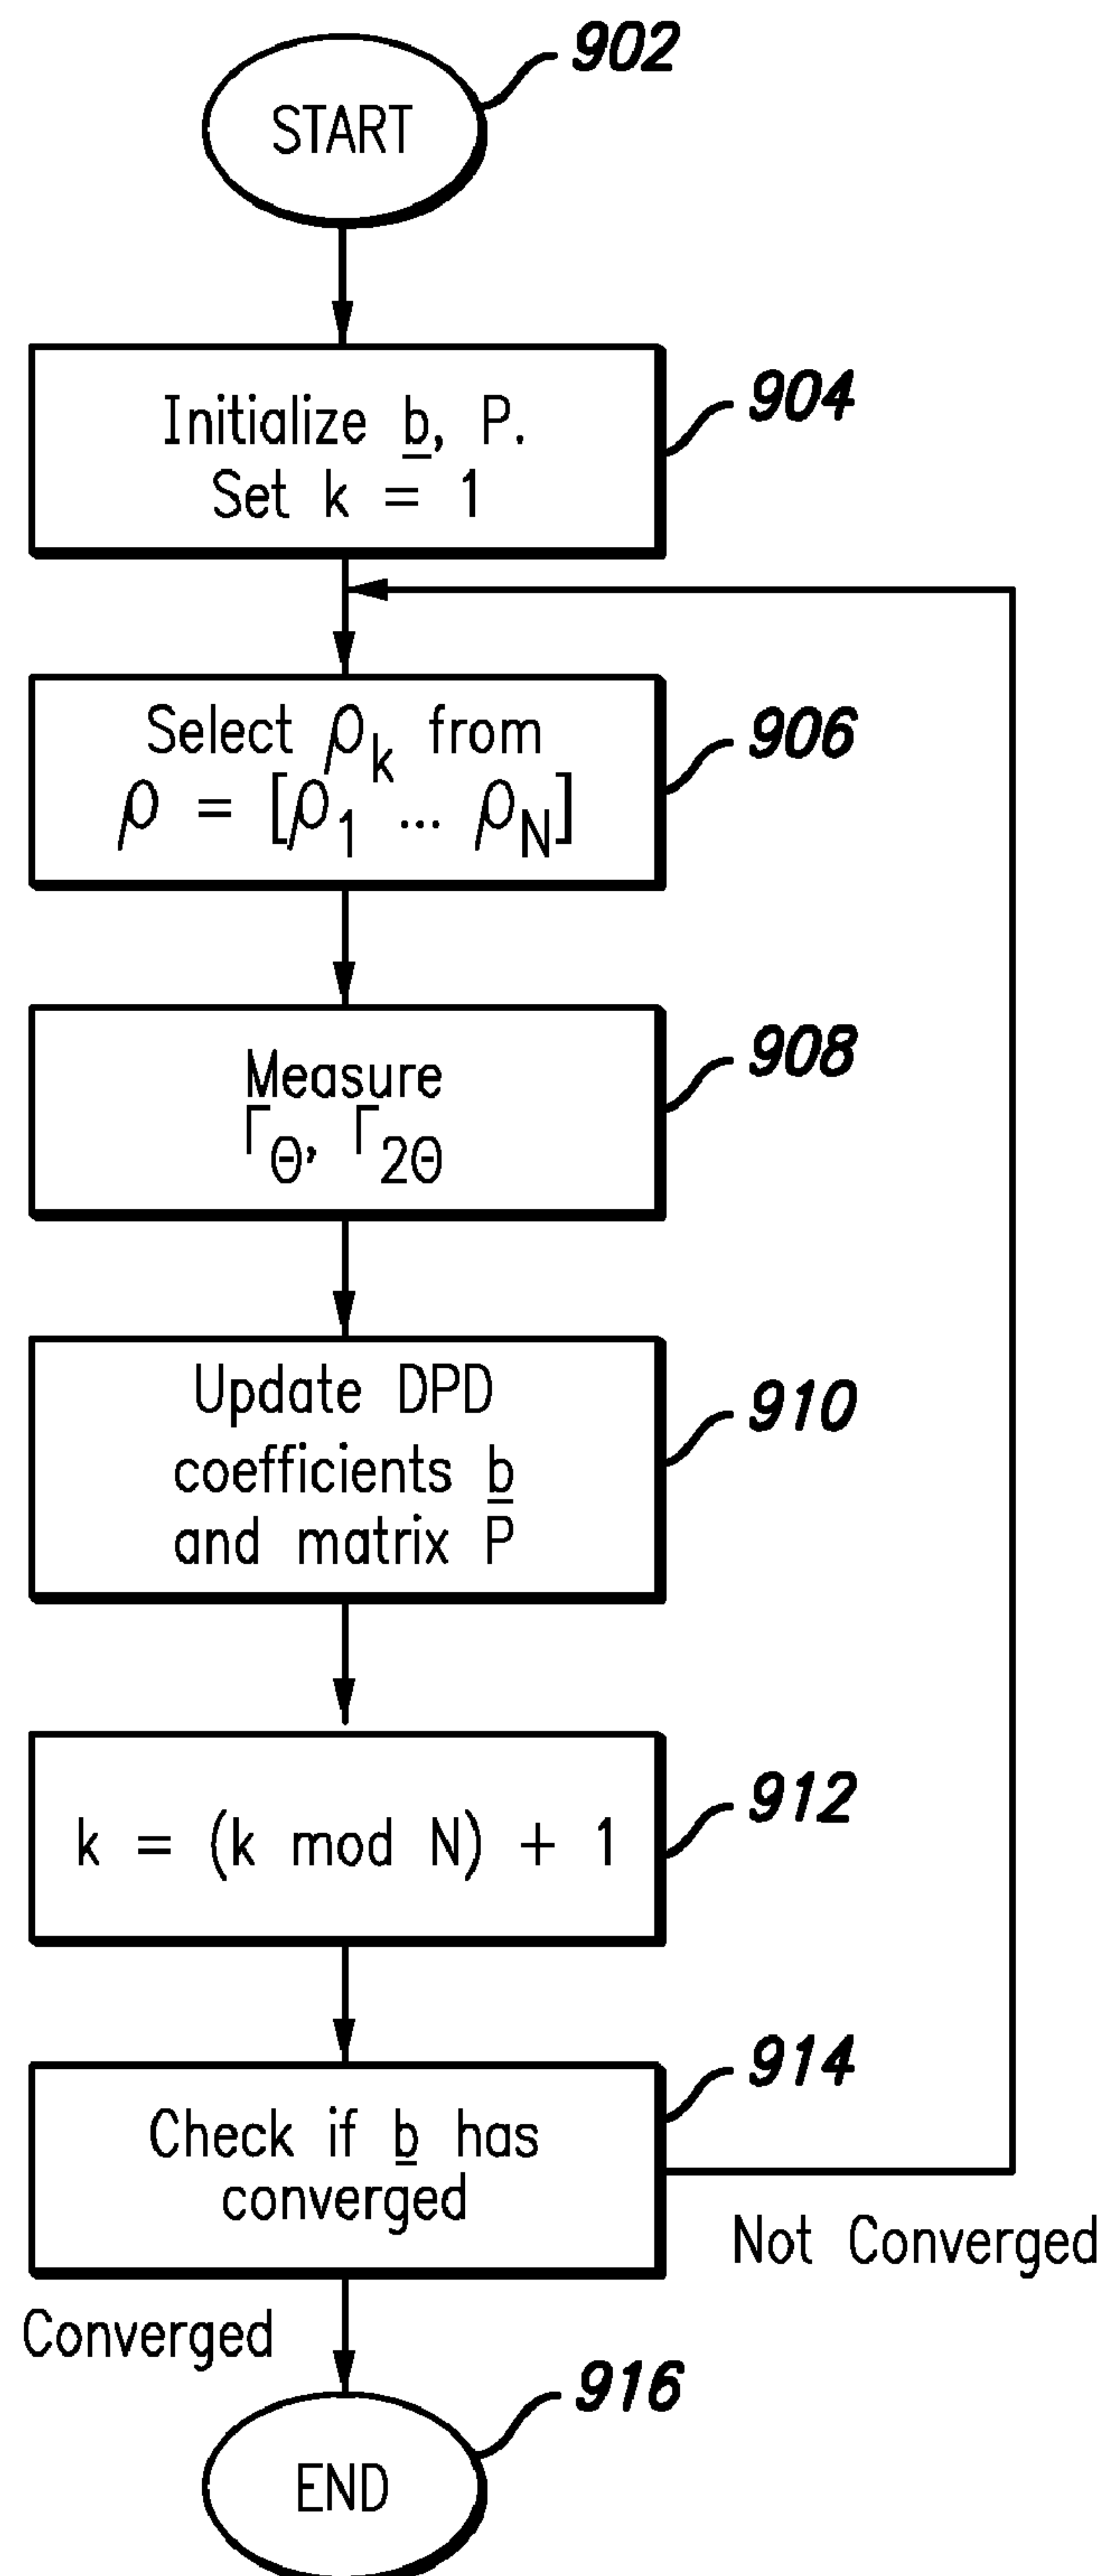 START
902
Initialize b, P.
Set k = 1
904
Select ρk from
ρ = [ρ1 ... ρN]
906
Measure
ΓΘ, Γ2Θ
908
Update DPD
coefficients b
and matrix P
910
k = (k mod N) + 1
912
Check if b has
converged
914
Not Converged
Converged
END
916